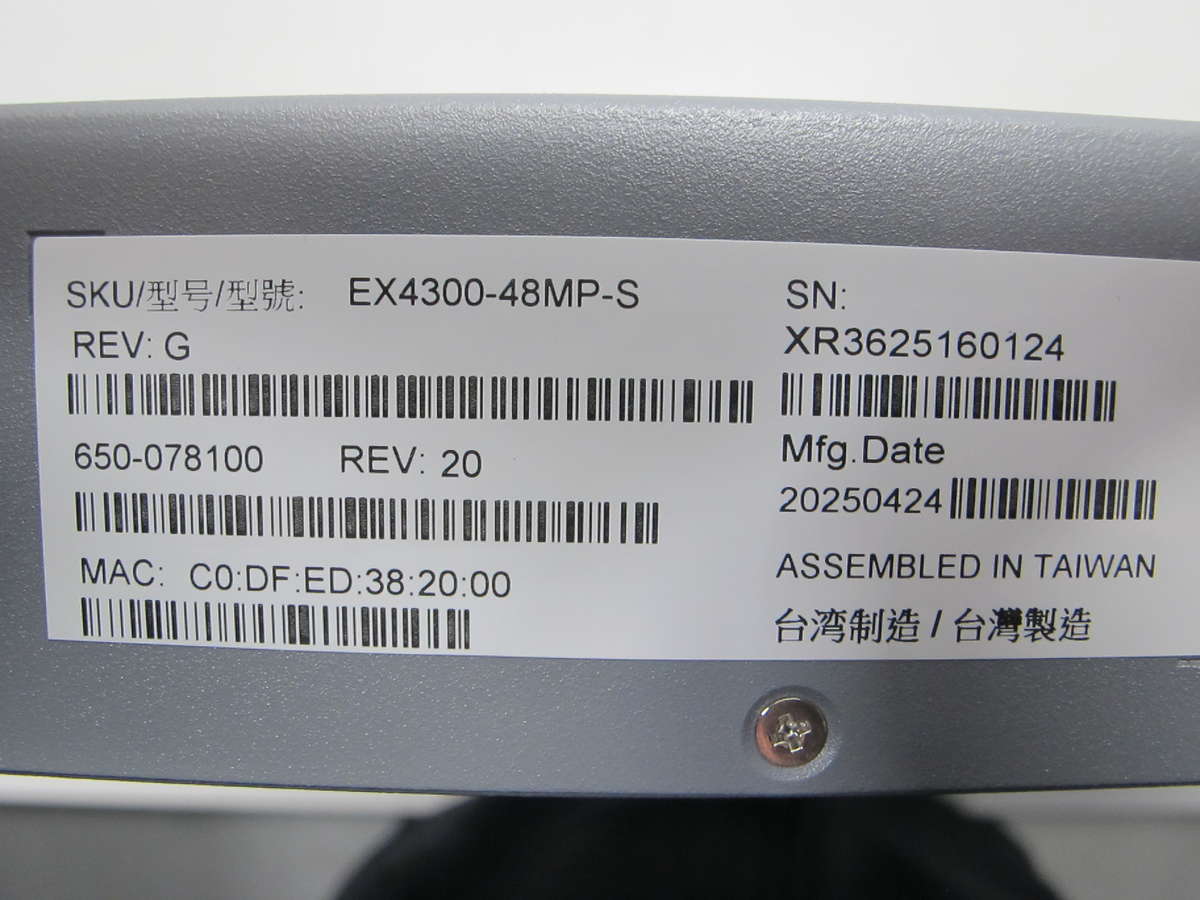 SKU/型号/型號: EX4300-48MP-S
REV: G
650-078100 REV: 20
MAC: C0:DF:ED:38:20:00
SN:
XR3625160124
Mfg.Date
20250424
ASSEMBLED IN TAIWAN
台湾制造 / 台灣製造